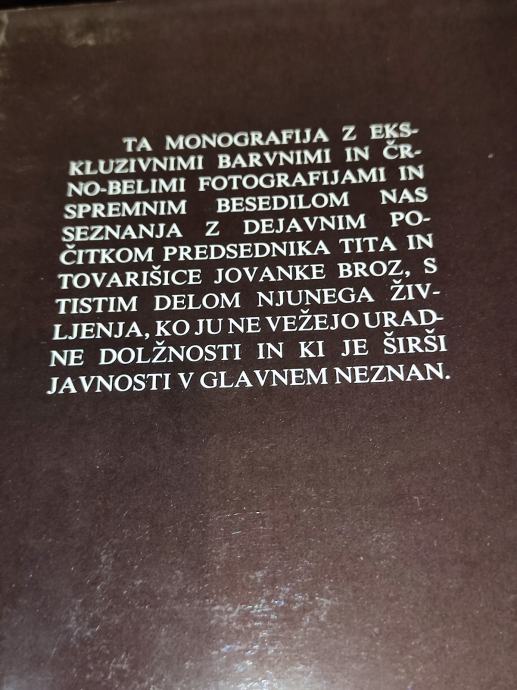 TA MONOGRAFIJA Z EKS-
KLUZIVNIMI BARVNIMI IN ČR-
NO-BELIMI FOTOGRAFIJAMI IN
SPREMNIM BESEDILOM NAS
SEZNANJA Z DEJAVNIM PO-
ČITKOM PREDSEDNIKA TITA IN
TOVARIŠICE JOVANKE BROZ, S
TISTIM DELOM NJUNEGA ŽIV-
LJENJA, KO JU NE VEŽEJO URAD-
NE DOLŽNOSTI IN KI JE ŠIRŠI
JAVNOSTI V GLAVNEM NEZNAN.